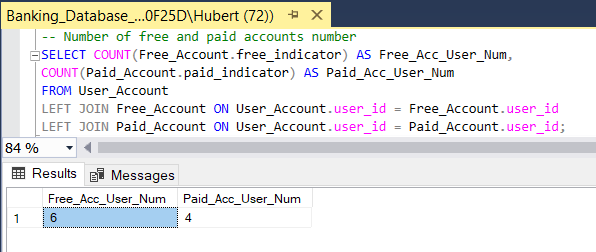 Banking_Database_...0F25D\Hubert (72))
-- Number of free and paid accounts number
SELECT COUNT(Free_Account.free_indicator) AS Free_Acc_User_Num,
COUNT(Paid_Account.paid_indicator) AS Paid_Acc_User_Num
FROM User_Account
LEFT JOIN Free_Account ON User_Account.user_id = Free_Account.user_id
LEFT JOIN Paid_Account ON User_Account.user_id = Paid_Account.user_id;
84 %
Results Messages
Free_Acc_User_Num Paid_Acc_User_Num
1 6 4